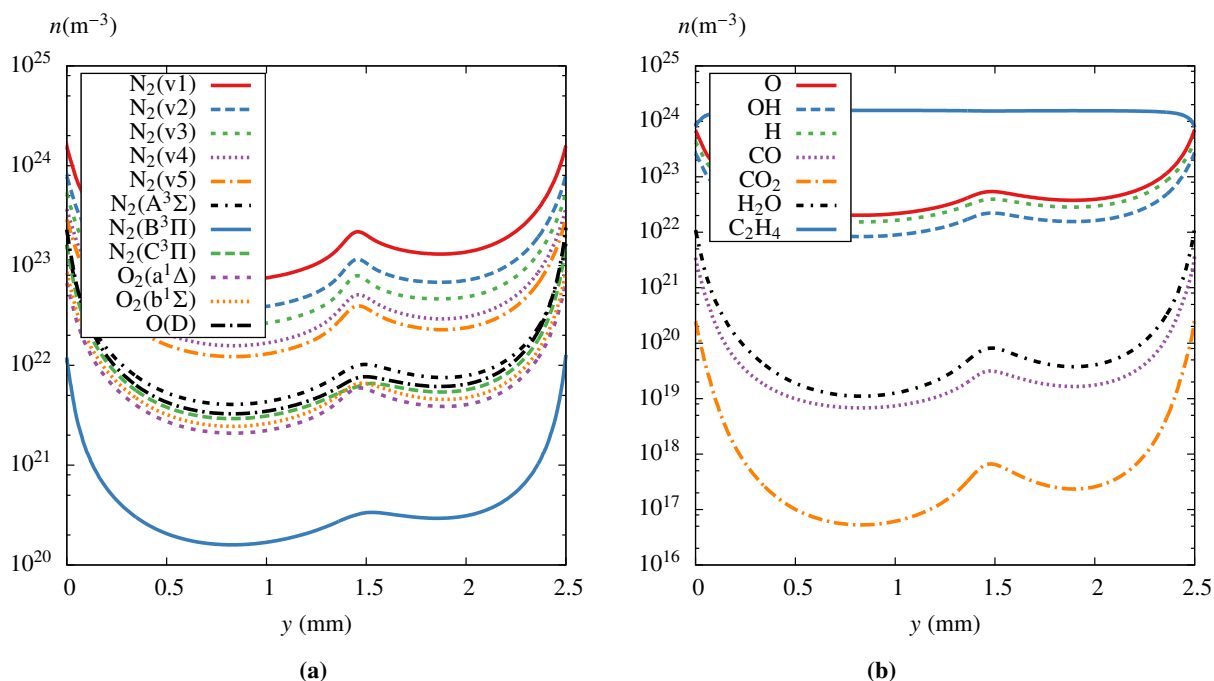 n(m⁻³)
10²⁵
10²⁴
10²³
10²²
10²¹
10²⁰
N₂(v1)
N₂(v2)
N₂(v3)
N₂(v4)
N₂(v5)
N₂(A³Σ)
N₂(B³Π)
N₂(C³Π)
O₂(a¹Δ)
O₂(b¹Σ)
O(D)
0 0.5 1 1.5 2 2.5
y (mm)
(a)
n(m⁻³)
10²⁵
10²⁴
10²³
10²²
10²¹
10²⁰
10¹⁹
10¹⁸
10¹⁷
10¹⁶
O
OH
H
CO
CO₂
H₂O
C₂H₄
0 0.5 1 1.5 2 2.5
y (mm)
(b)